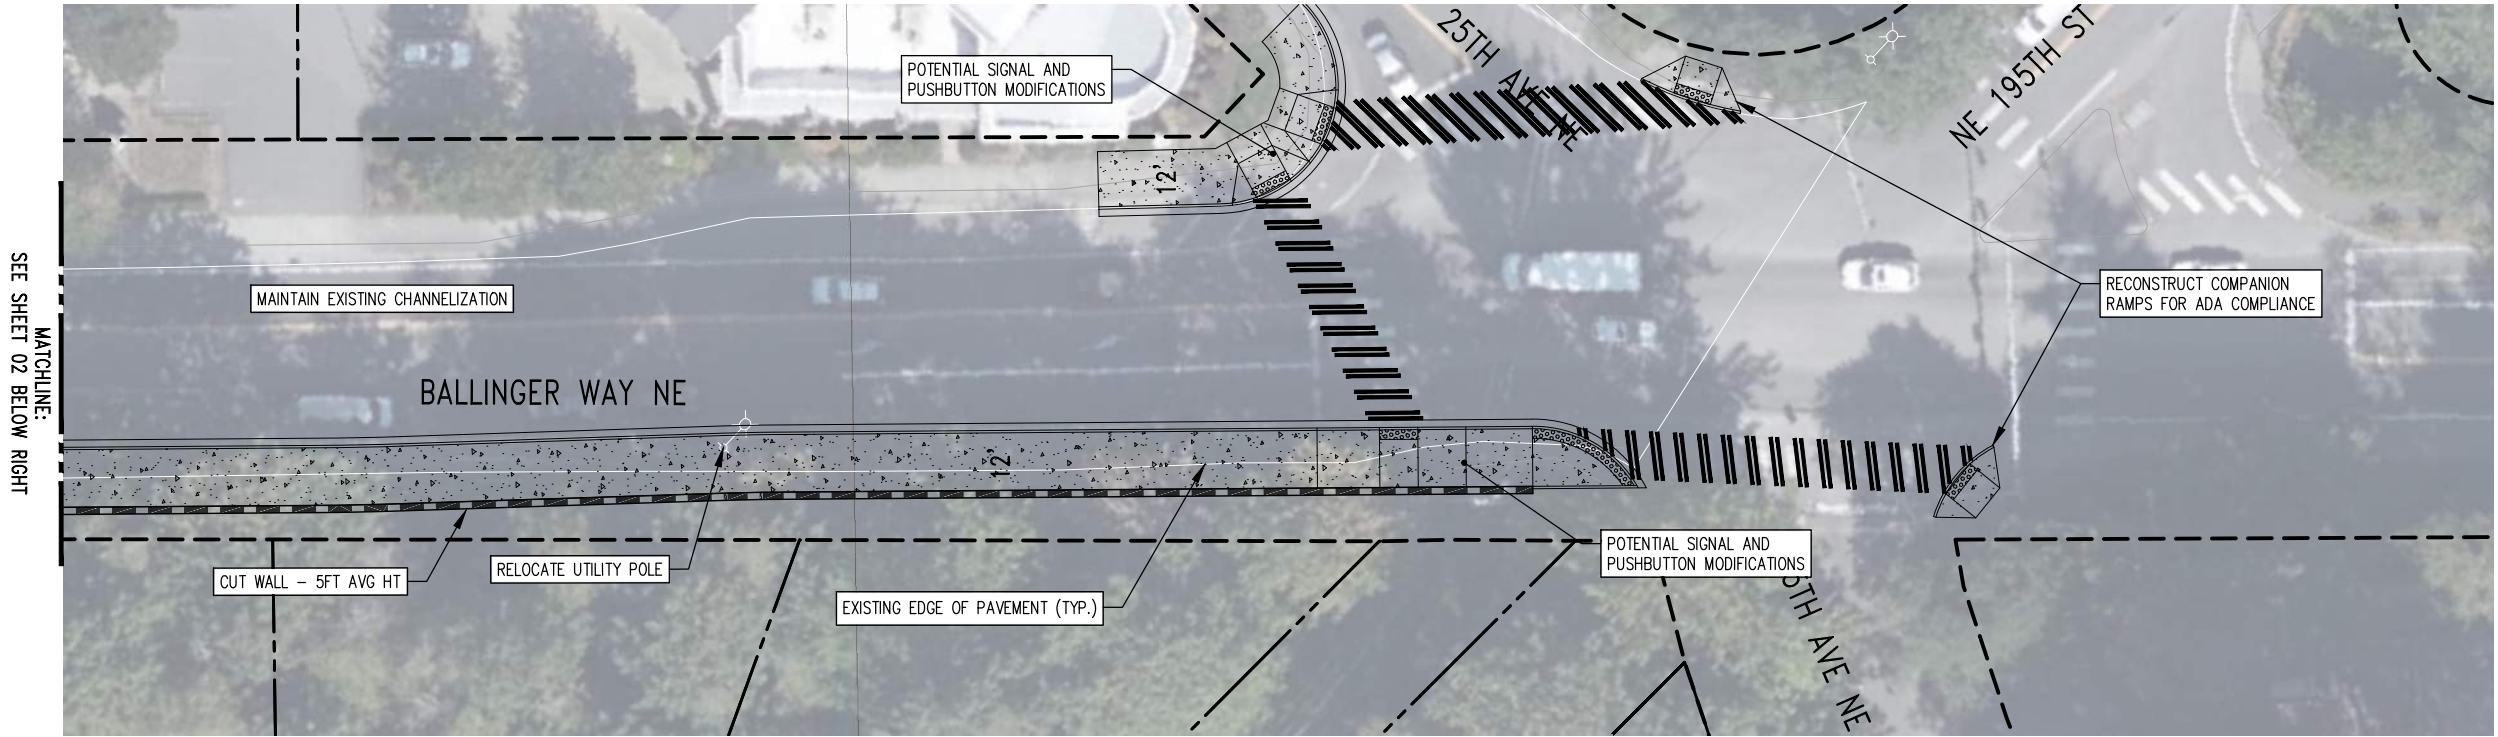 POTENTIAL SIGNAL AND
PUSHBUTTON MODIFICATIONS
25TH AVE NE
NE 195TH ST
12'
MAINTAIN EXISTING CHANNELIZATION
RECONSTRUCT COMPANION
RAMPS FOR ADA COMPLIANCE
MATCHLINE:
SEE SHEET 02 BELOW RIGHT
BALLINGER WAY NE
12'
CUT WALL – 5FT AVG HT
RELOCATE UTILITY POLE
EXISTING EDGE OF PAVEMENT (TYP.)
POTENTIAL SIGNAL AND
PUSHBUTTON MODIFICATIONS
5TH AVE NE